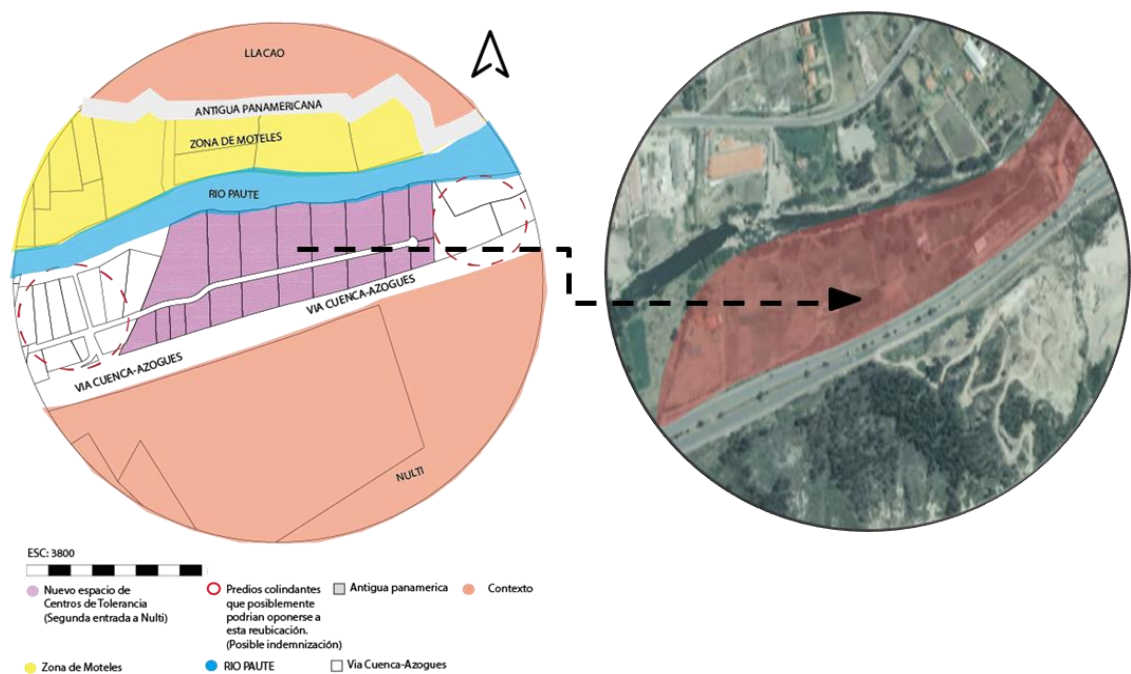 LLACAO
ANTIGUA PANAMERICANA
ZONA DE MOTELES
RIO PAUTE
VIA CUENCA-AZOGUES
VIA CUENCA-AZOGUES
NULTI
ESC: 3800
Nuevo espacio de
Centros de Tolerancia
(Segunda entrada a Nulti)
Predios colindantes
que posiblemente
podrian oponerse a
esta reubicación.
(Posible indemnización)
Antigua panamerica
Contexto
Zona de Moteles
RIO PAUTE
Via Cuenca-Azogues